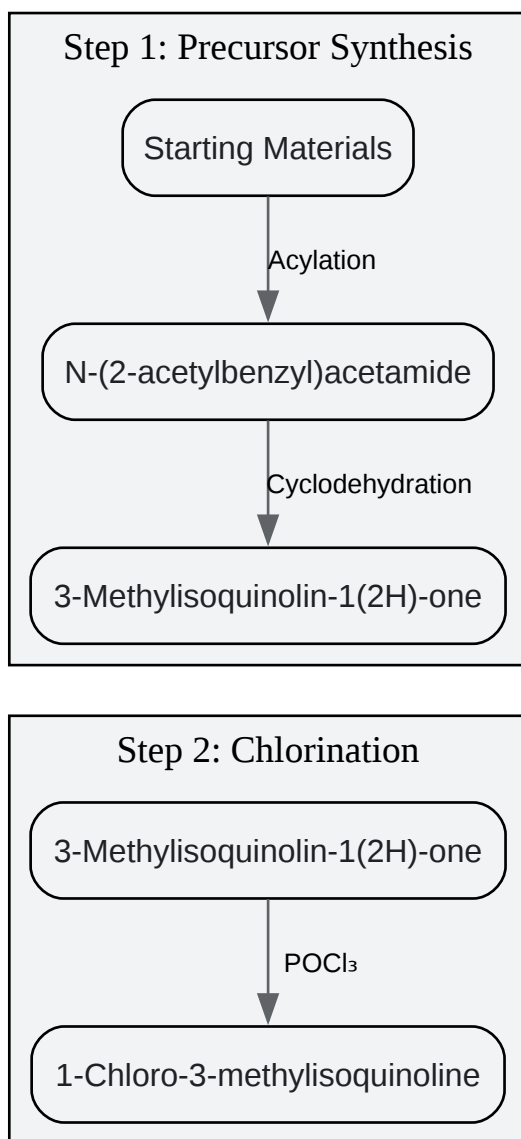 Step 1: Precursor Synthesis
Starting Materials
Acylation
N-(2-acetylbenzyl)acetamide
Cyclodehydration
3-Methylisoquinolin-1(2H)-one
Step 2: Chlorination
3-Methylisoquinolin-1(2H)-one
POCl₃
1-Chloro-3-methylisoquinoline